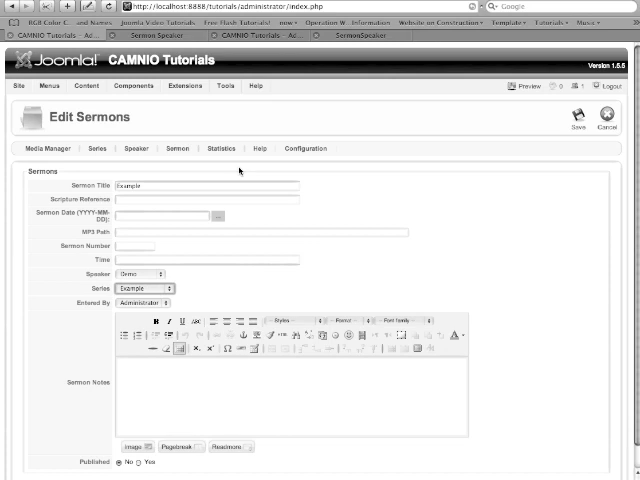 http://localhost:8888/tutorials/administrator/index.php
Google
RGB Color C... and Names Joomla Video Tutorials Free Christmas Stuff! now Operation W... Information Website on Construction Template Tutorials Music
CAMNIO Tutorials - Ad... Sermon Speaker CAMNIO Tutorials - Ad... SermonSpeaker
Joomla! CAMNIO Tutorials
Version 1.5.5
Site Menus Content Components Extensions Tools Help Preview 0 1 Logout
Edit Sermons
Save Cancel
Media Manager Series Speaker Sermon Statistics Help Configuration
Sermons
Sermon Title Example
Scripture Reference
Sermon Date (YYYY-MM-
DD): ...
MP3 Path
Sermon Number
Time
Speaker Demo
Series Example
Entered By Administrator
B I U ABC -- Styles -- Format -- Font family --
Sermon Notes
Image Pagebreak Readmore
Published No Yes